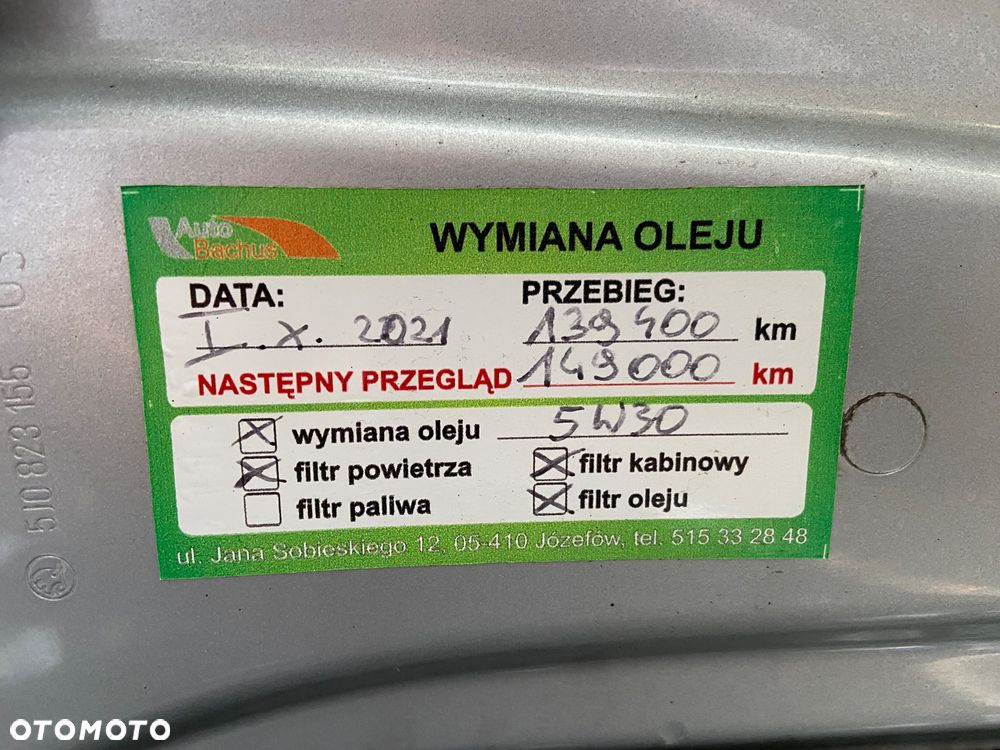 Auto
Bachus
WYMIANA OLEJU
DATA: PRZEBIEG:
I.X.2021 139400 km
NASTĘPNY PRZEGLĄD 149000 km
wymiana oleju 5W30
filtr powietrza filtr kabinowy
filtr paliwa filtr oleju
ul. Jana Sobieskiego 12, 05-410 Józefów, tel. 515 33 28 48
5J0 823 155
OTOMOTO